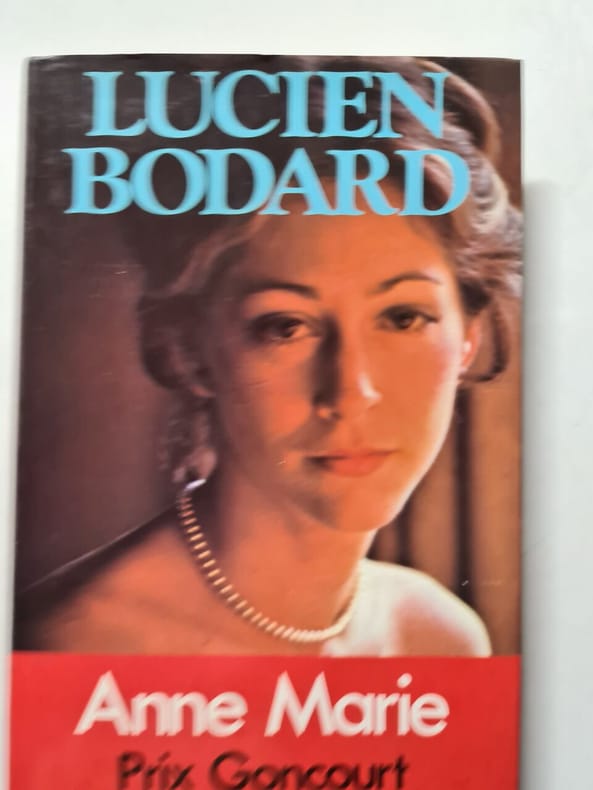 LUCIEN
BODARD
Anne Marie
Prix Goncourt